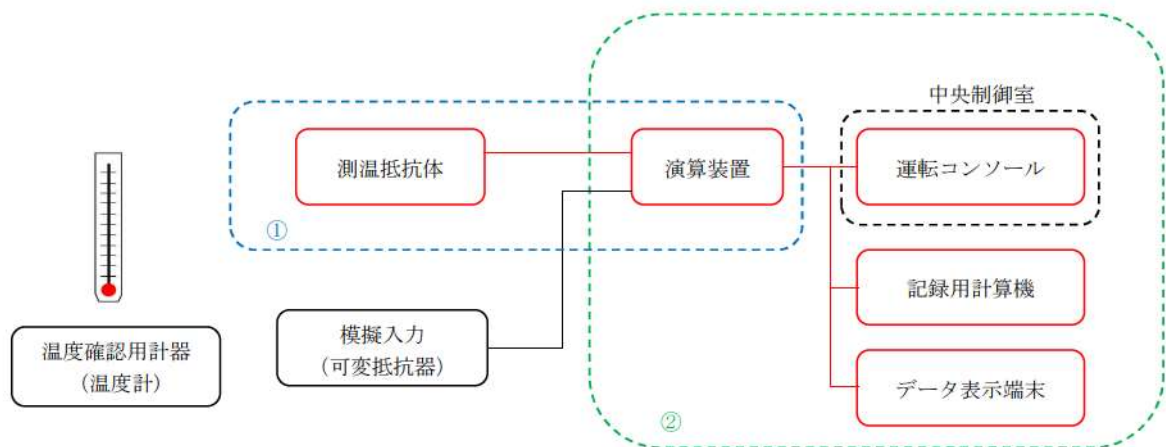 中央制御室
測温抵抗体
演算装置
運転コンソール
①
記録用計算機
模擬入力
（可変抵抗器）
温度確認用計器
（温度計）
データ表示端末
②